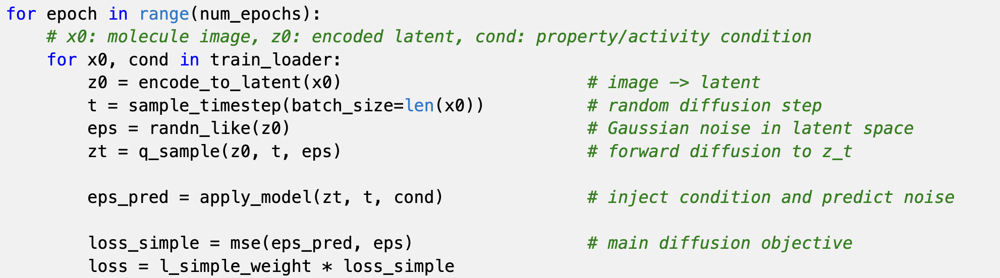 for epoch in range(num_epochs):
    # x0: molecule image, z0: encoded latent, cond: property/activity condition
    for x0, cond in train_loader:
        z0 = encode_to_latent(x0)                        # image -> latent
        t = sample_timestep(batch_size=len(x0))          # random diffusion step
        eps = randn_like(z0)                             # Gaussian noise in latent space
        zt = q_sample(z0, t, eps)                        # forward diffusion to z_t

        eps_pred = apply_model(zt, t, cond)              # inject condition and predict noise

        loss_simple = mse(eps_pred, eps)                 # main diffusion objective
        loss = l_simple_weight * loss_simple